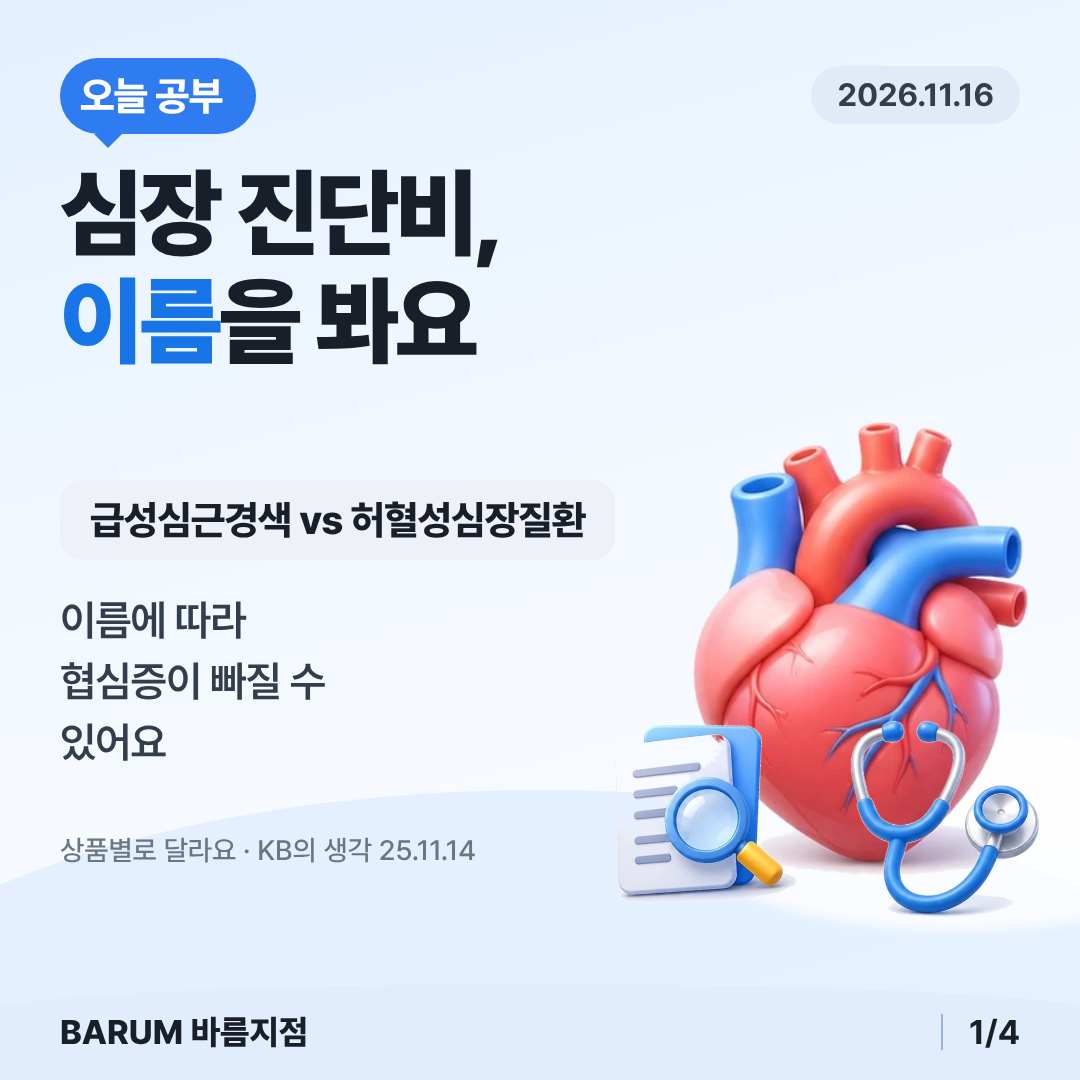 오늘 공부
2026.11.16
심장 진단비,
이름을 봐요
급성심근경색 vs 허혈성심장질환
이름에 따라
협심증이 빠질 수
있어요
상품별로 달라요 · KB의 생각 25.11.14
BARUM 바름지점
1/4